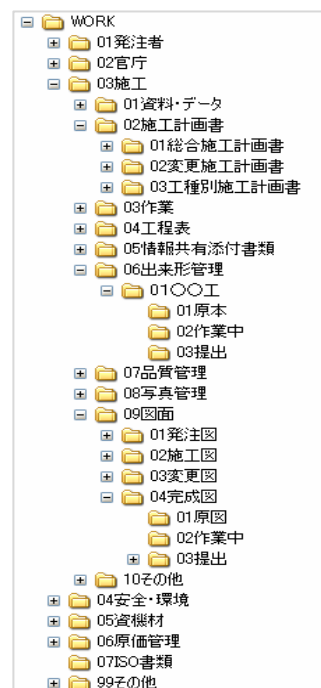 WORK
01発注者
02官庁
03施工
01資料・データ
02施工計画書
01総合施工計画書
02変更施工計画書
03工種別施工計画書
03作業
04工程表
05情報共有添付書類
06出来形管理
01〇〇工
01原本
02作業中
03提出
07品質管理
08写真管理
09図面
01発注図
02施工図
03変更図
04完成図
01原図
02作業中
03提出
10その他
04安全・環境
05資機材
06原価管理
07ISO書類
99その他